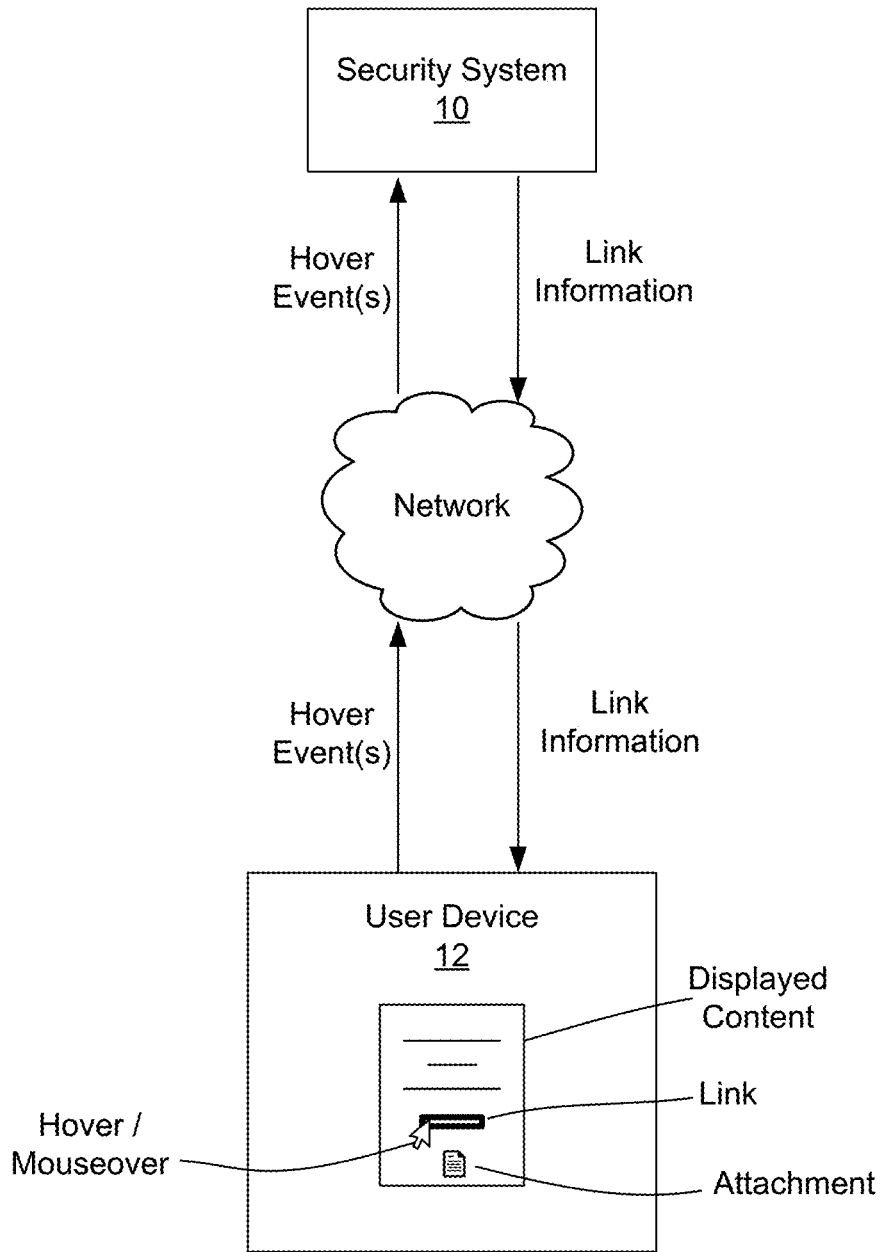 Security System
10
Hover
Event(s)
Link
Information
Network
Hover
Event(s)
Link
Information
User Device
12
Displayed
Content
Link
Hover /
Mouseover
Attachment